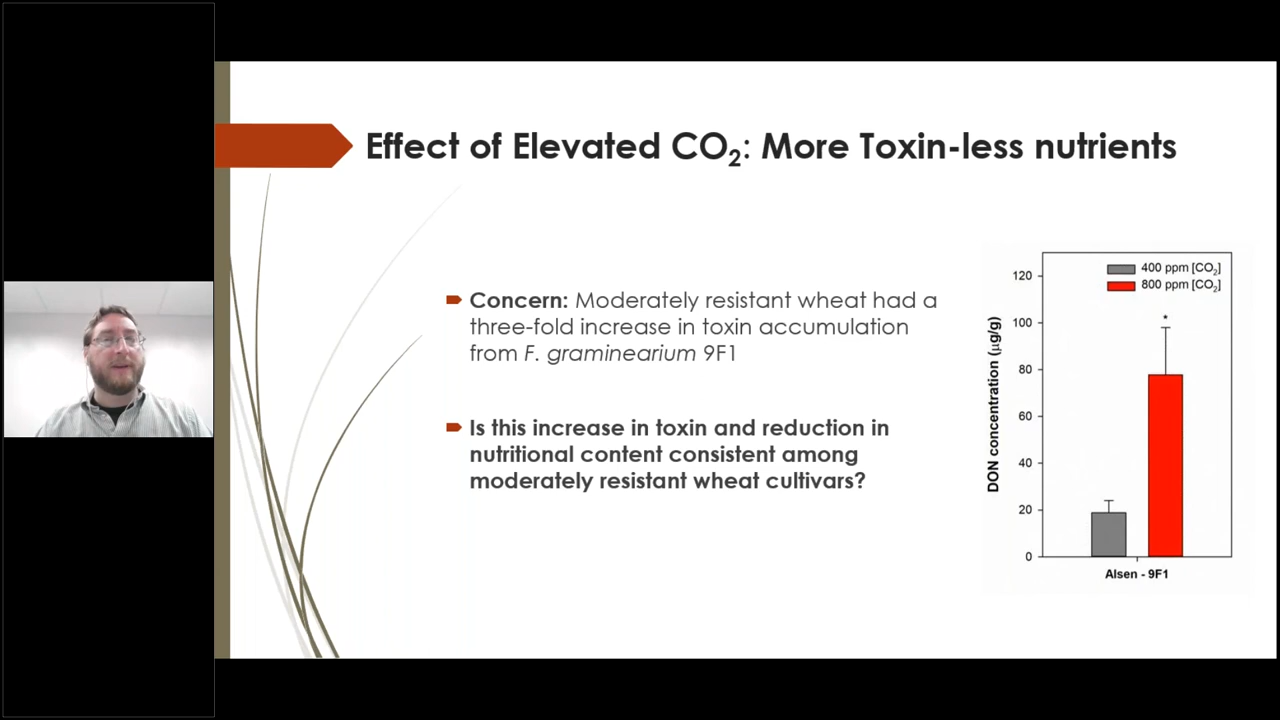 Effect of Elevated CO₂: More Toxin-less nutrients
Concern: Moderately resistant wheat had a
three-fold increase in toxin accumulation
from F. graminearium 9F1
Is this increase in toxin and reduction in
nutritional content consistent among
moderately resistant wheat cultivars?
400 ppm [CO₂]
800 ppm [CO₂]
DON concentration (µg/g)
120
100
80
60
40
20
0
*
Alsen - 9F1